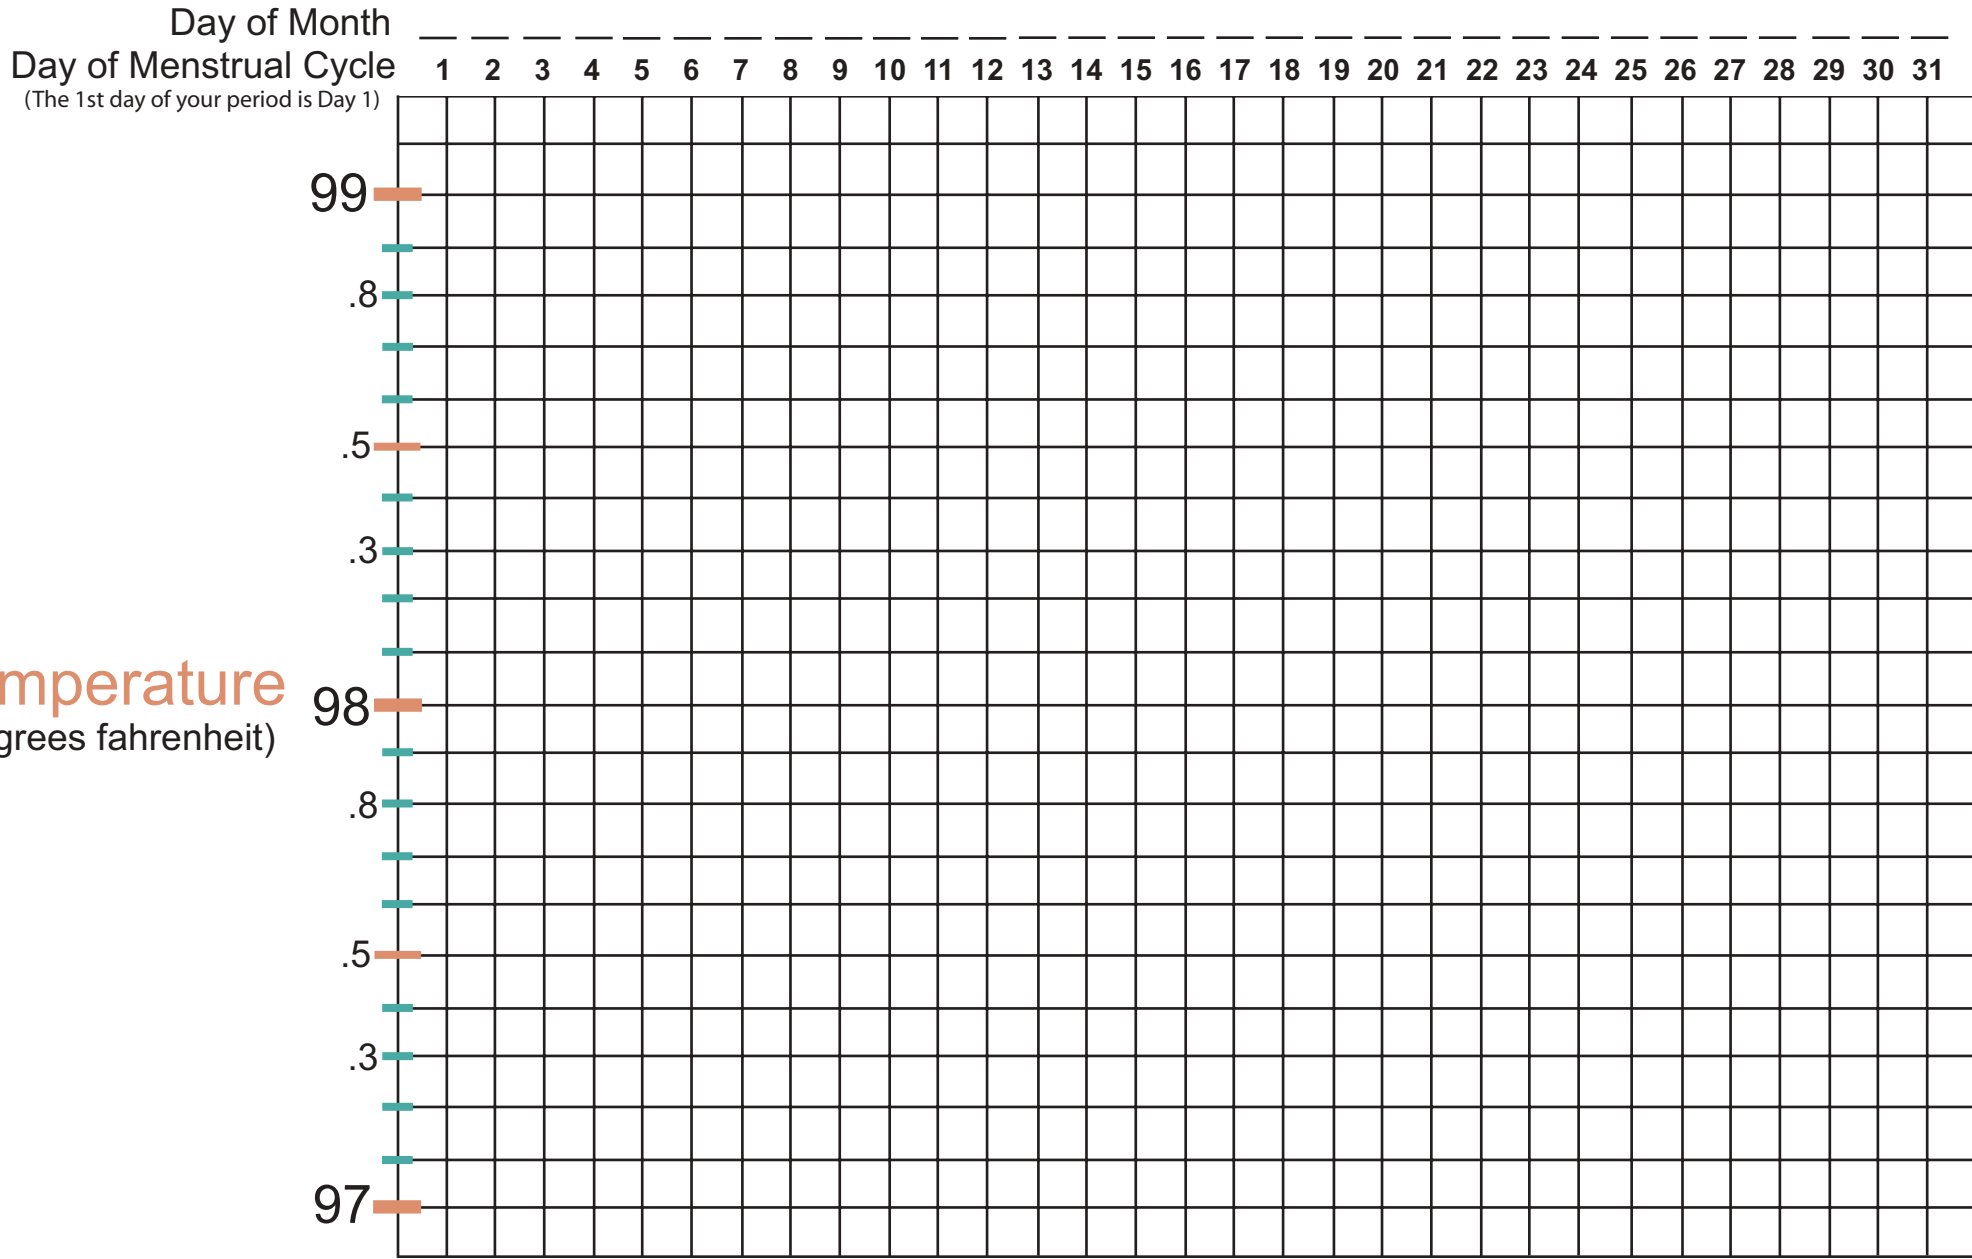 Day of Month
Day of Menstrual Cycle 1 2 3 4 5 6 7 8 9 10 11 12 13 14 15 16 17 18 19 20 21 22 23 24 25 26 27 28 29 30 31
(The 1st day of your period is Day 1)
99
.8
.5
.3
mperature
98
grees fahrenheit)
.8
.5
.3
97